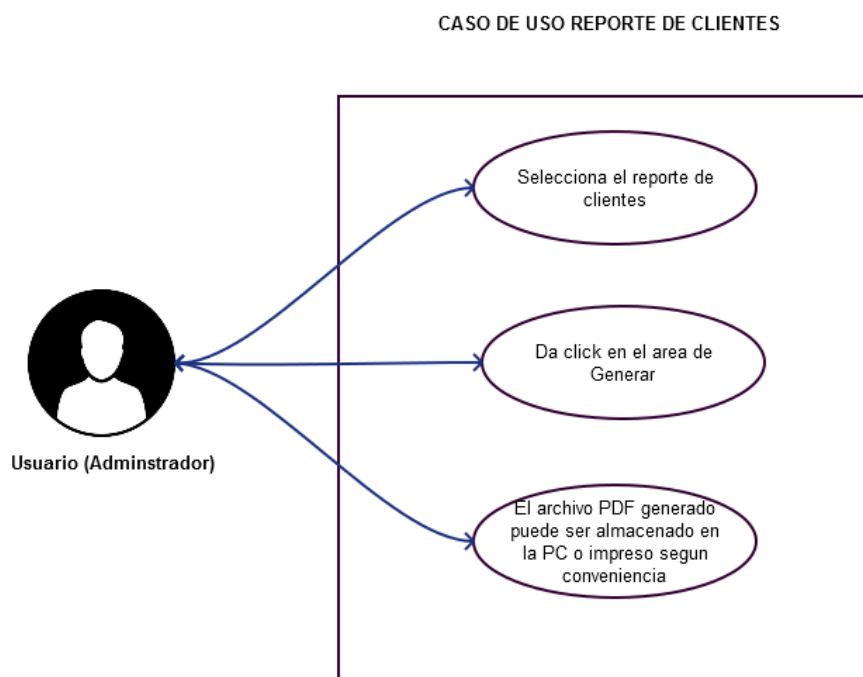 CASO DE USO REPORTE DE CLIENTES
Selecciona el reporte de
clientes
Da click en el area de
Generar
Usuario (Adminstrador)
El archivo PDF generado
puede ser almacenado en
la PC o impreso segun
conveniencia